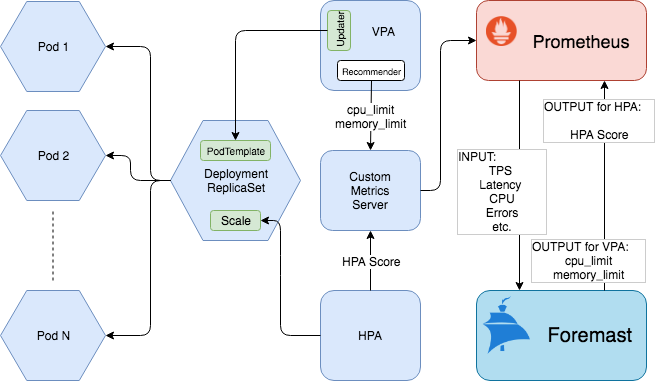 Pod 1
Pod 2
Pod N
PodTemplate
Deployment
ReplicaSet
Scale
Updater
VPA
Recommender
cpu_limit
memory_limit
Custom
Metrics
Server
HPA Score
HPA
Prometheus
INPUT:
TPS
Latency
CPU
Errors
etc.
OUTPUT for HPA:
HPA Score
OUTPUT for VPA:
cpu_limit
memory_limit
Foremast